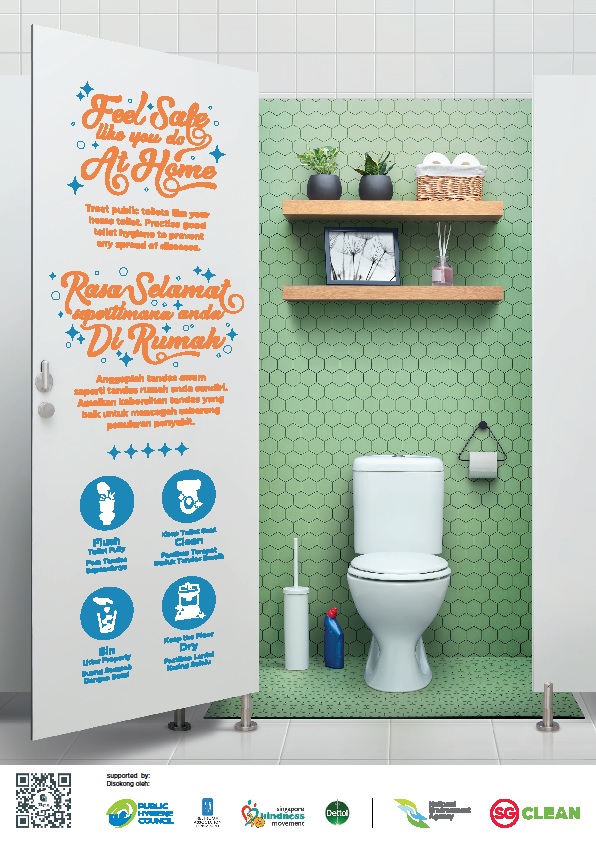 Feel Safe
like you do
At Home
Treat public toilets like your
home toilet. Practise good
toilet hygiene to prevent
any spread of diseases.
Rasa Selamat
sepertimana anda
Di Rumah
Anggaplah tandas awam
seperti tandas rumah anda sendiri.
Amalkan kebersihan tandas yang
baik untuk mencegah sebarang
penularan penyakit.
Flush
Toilet Fully
Pam Tandas
Sepenuhnya
Keep Toilet Seat
Clean
Pastikan Tempat
Duduk Tandas Bersih
Bin
Litter Properly
Buang Sampah
Dengan Betul
Keep the Floor
Dry
Pastikan Lantai
Kering Selalu
supported by:
Disokong oleh:
PUBLIC
HYGIENE
COUNCIL
singapore
kindness
movement
Dettol
National
Environment
Agency
SG CLEAN